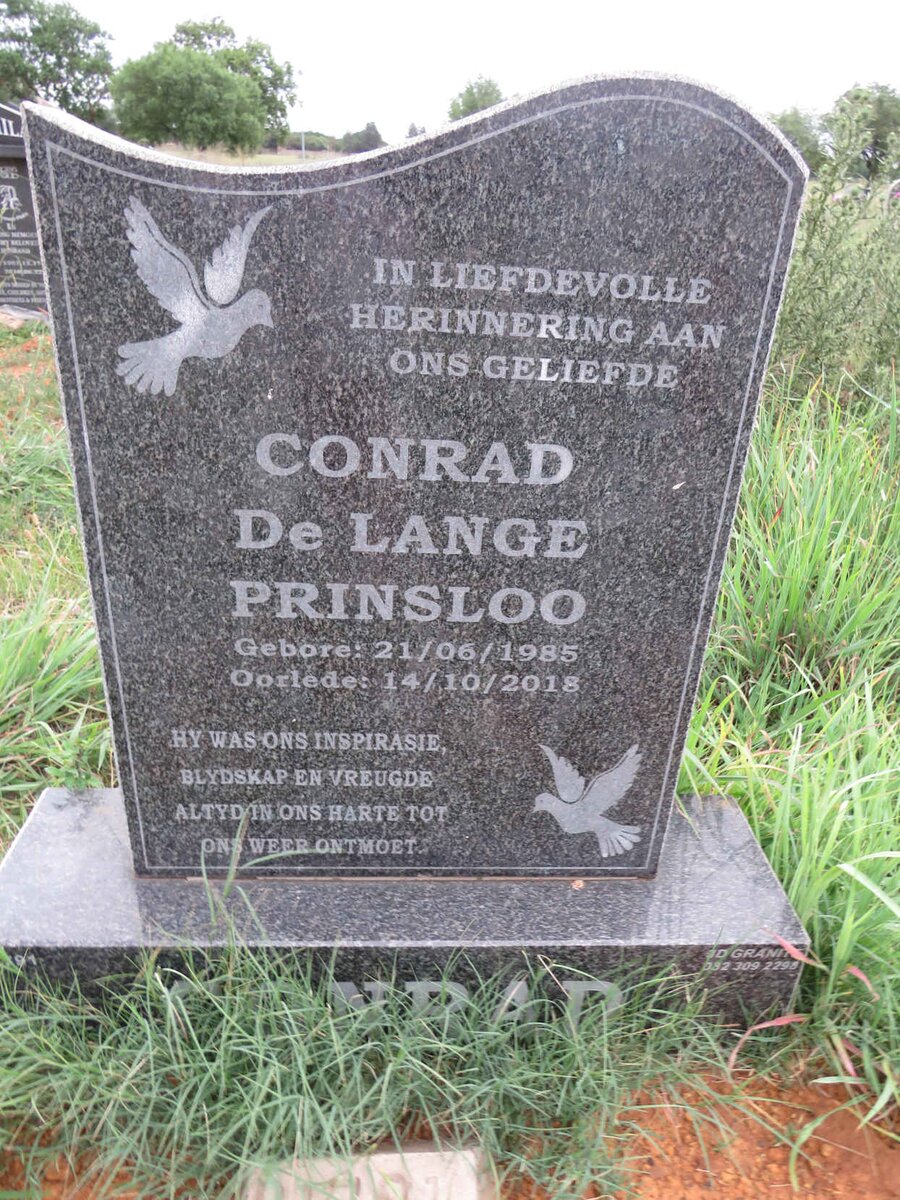 IN LIEFDEVOLLE
HERINNERING AAN
ONS GELIEFDE
CONRAD
De LANGE
PRINSLOO
Gebore: 21/06/1985
Oorlede: 14/10/2018
HY WAS ONS INSPIRASIE,
BLYDSKAP EN VREUGDE
ALTYD IN ONS HARTE TOT
ONS WEER ONTMOET.
CONRAD